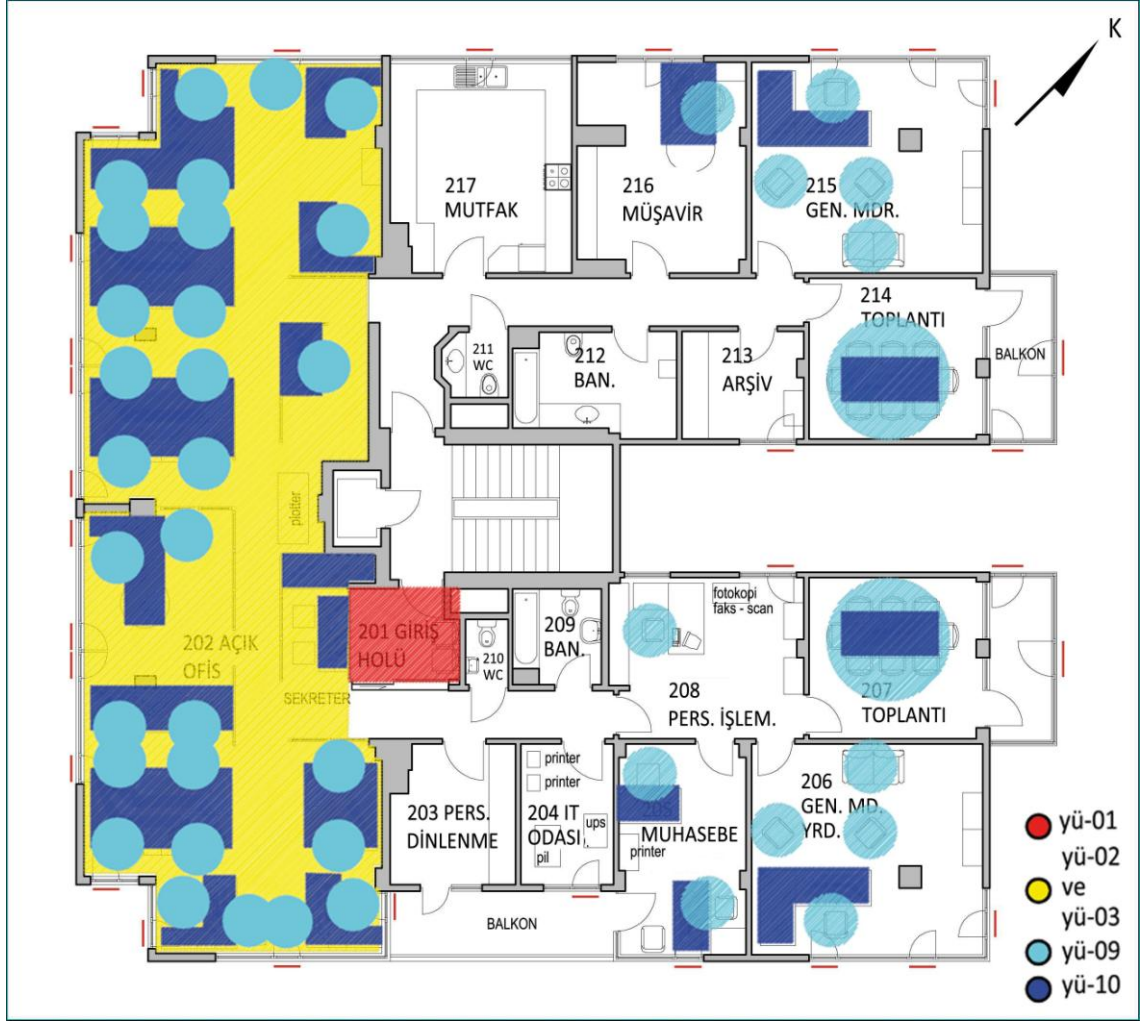 K
217
MUTFAK
216
MÜŞAVİR
215
GEN. MDR.
214
TOPLANTI
BALKON
211
WC
212
BAN.
213
ARŞİV
plotter
202 AÇIK
OFİS
SEKRETER
201 GİRİŞ
HOLÜ
210
WC
209
BAN.
fotokopi
faks - scan
208
PERS. İŞLEM.
207
TOPLANTI
203 PERS.
DİNLENME
printer
printer
204 IT
ODASI
ups
pil
205
MUHASEBE
printer
206
GEN. MD.
YRD.
BALKON
yü-01
yü-02
ve
yü-03
yü-09
yü-10